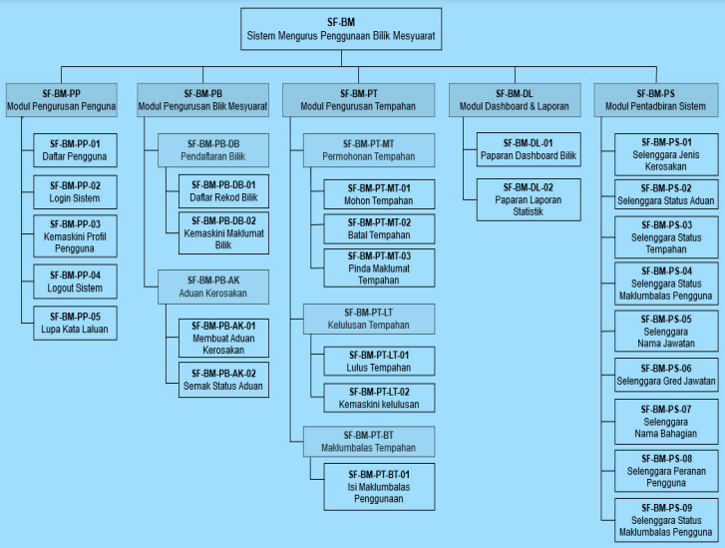 SF-BM
Sistem Mengurus Penggunaan Bilik Mesyuarat
SF-BM-PP
Modul Pengurusan Penguna
SF-BM-PP-01
Daftar Pengguna
SF-BM-PP-02
Login Sistem
SF-BM-PP-03
Kemaskini Profil
Pengguna
SF-BM-PP-04
Logout Sistem
SF-BM-PP-05
Lupa Kata Laluan
SF-BM-PB
Modul Pengurusan Blik Mesyuarat
SF-BM-PB-DB
Pendaftaran Bilik
SF-BM-PB-DB-01
Daftar Rekod Bilik
SF-BM-PB-DB-02
Kemaskini Maklumat
Bilik
SF-BM-PB-AK
Aduan Kerosakan
SF-BM-PB-AK-01
Membuat Aduan
Kerosakan
SF-BM-PB-AK-02
Semak Status Aduan
SF-BM-PT
Modul Pengurusan Tempahan
SF-BM-PT-MT
Permohonan Tempahan
SF-BM-PT-MT-01
Mohon Tempahan
SF-BM-PT-MT-02
Batal Tempahan
SF-BM-PT-MT-03
Pinda Maklumat
Tempahan
SF-BM-PT-LT
Kelulusan Tempahan
SF-BM-PT-LT-01
Lulus Tempahan
SF-BM-PT-LT-02
Kemaskini kelulusan
SF-BM-PT-BT
Maklumbalas Tempahan
SF-BM-PT-BT-01
Isi Maklumbalas
Penggunaan
SF-BM-DL
Modul Dashboard & Laporan
SF-BM-DL-01
Paparan Dashboard Bilik
SF-BM-DL-02
Paparan Laporan
Statistik
SF-BM-PS
Modul Pentadbiran Sistem
SF-BM-PS-01
Selenggara Jenis
Kerosakan
SF-BM-PS-02
Selenggara Status Aduan
SF-BM-PS-03
Selenggara Status
Tempahan
SF-BM-PS-04
Selenggara Status
Maklumbalas Pengguna
SF-BM-PS-05
Selenggara
Nama Jawatan
SF-BM-PS-06
Selenggara Gred Jawatan
SF-BM-PS-07
Selenggara
Nama Bahagian
SF-BM-PS-08
Selenggara Peranan
Pengguna
SF-BM-PS-09
Selenggara Status
Maklumbalas Pengguna